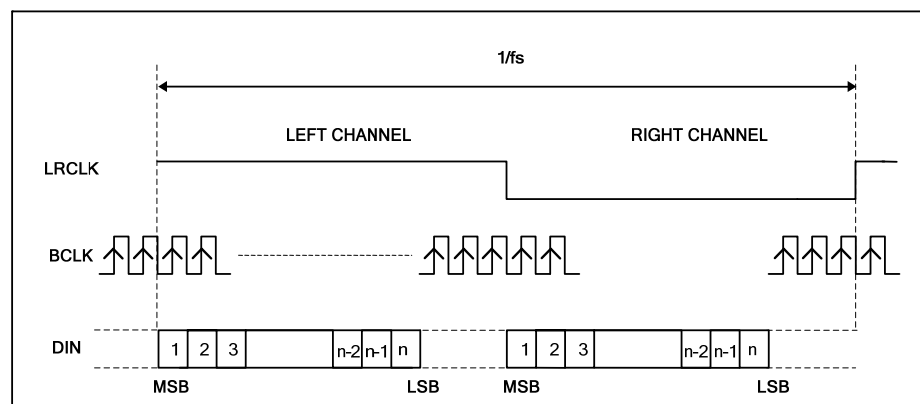 1/fs
LEFT CHANNEL RIGHT CHANNEL
LRCLK
BCLK
DIN 1 2 3 n-2 n-1 n 1 2 3 n-2 n-1 n
MSB LSB MSB LSB